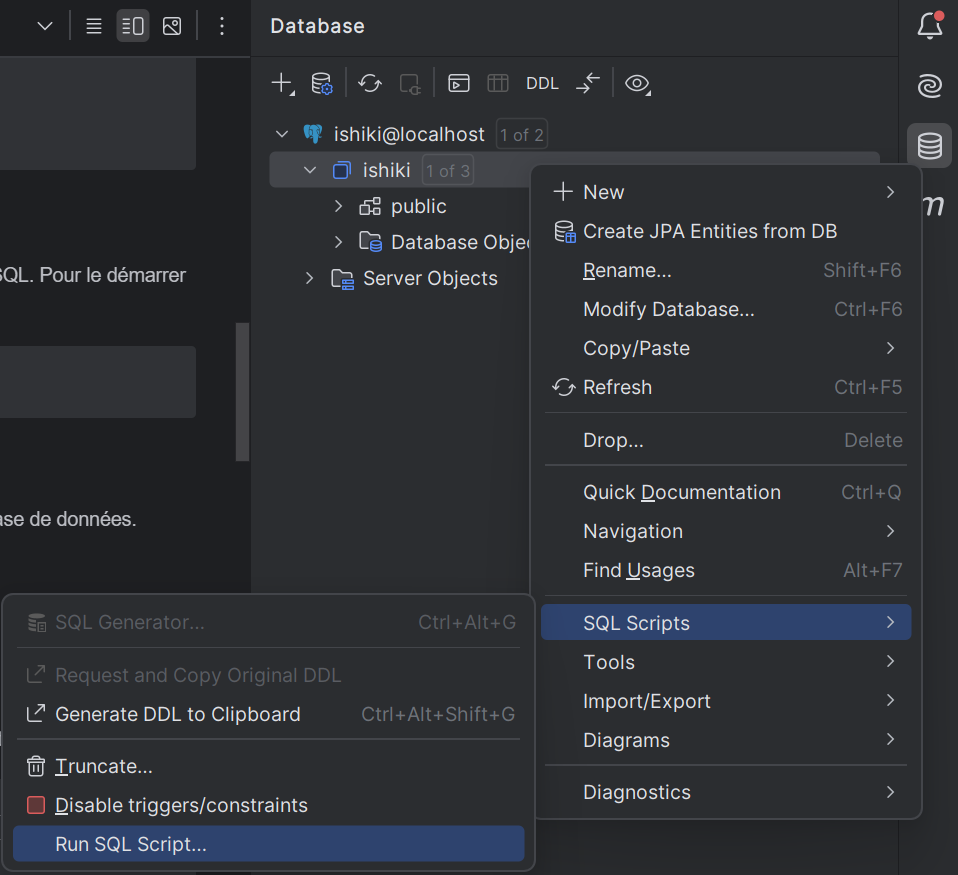 Database
DDL
ishiki@localhost 1 of 2
ishiki 1 of 3
public
Database Obje
Server Objects
SQL. Pour le démarrer
ase de données.
m
New
Create JPA Entities from DB
Rename... Shift+F6
Modify Database... Ctrl+F6
Copy/Paste
Refresh Ctrl+F5
Drop... Delete
Quick Documentation Ctrl+Q
Navigation
Find Usages Alt+F7
SQL Scripts
Tools
Import/Export
Diagrams
Diagnostics
SQL Generator... Ctrl+Alt+G
Request and Copy Original DDL
Generate DDL to Clipboard Ctrl+Alt+Shift+G
Truncate...
Disable triggers/constraints
Run SQL Script...